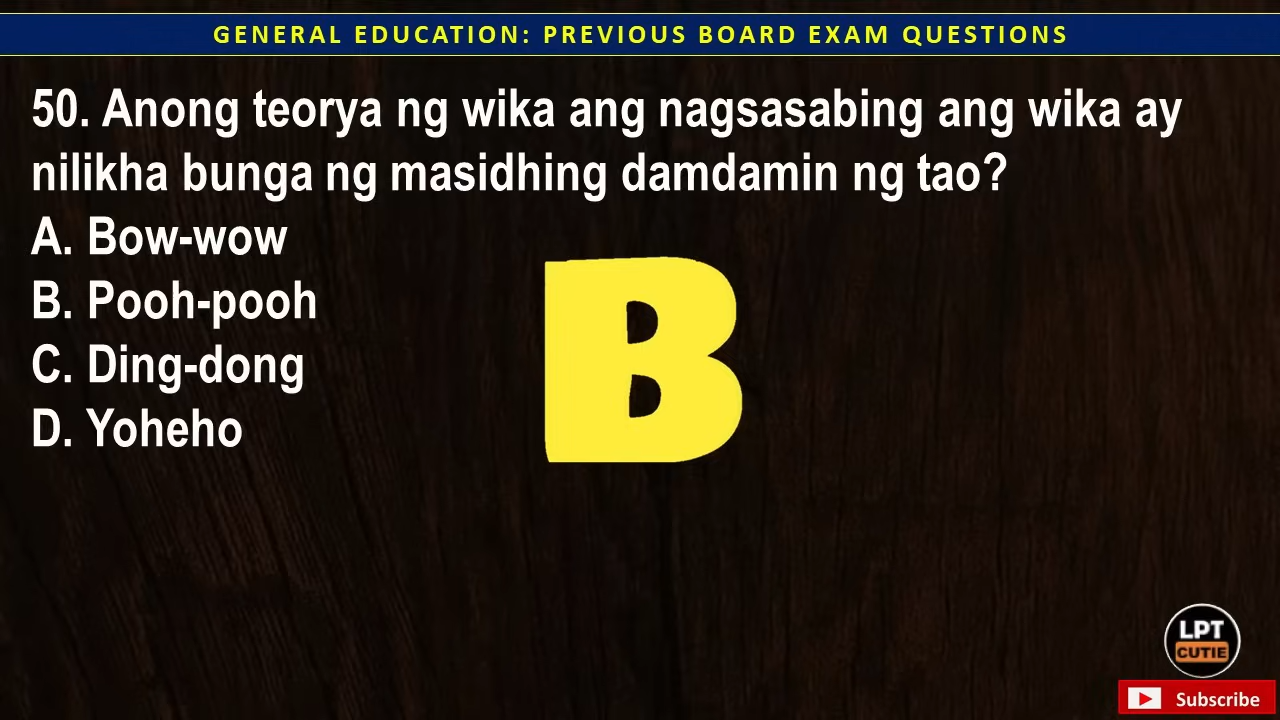 GENERAL EDUCATION: PREVIOUS BOARD EXAM QUESTIONS
50. Anong teorya ng wika ang nagsasabing ang wika ay
nilikha bunga ng masidhing damdamin ng tao?
A. Bow-wow
B. Pooh-pooh
C. Ding-dong
D. Yoheho
B
LPT
CUTIE
Subscribe